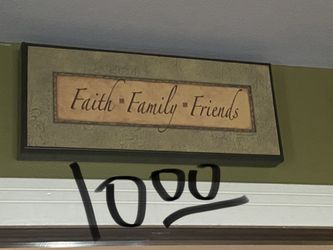 Faith ▪ Family ▪ Friends
1000